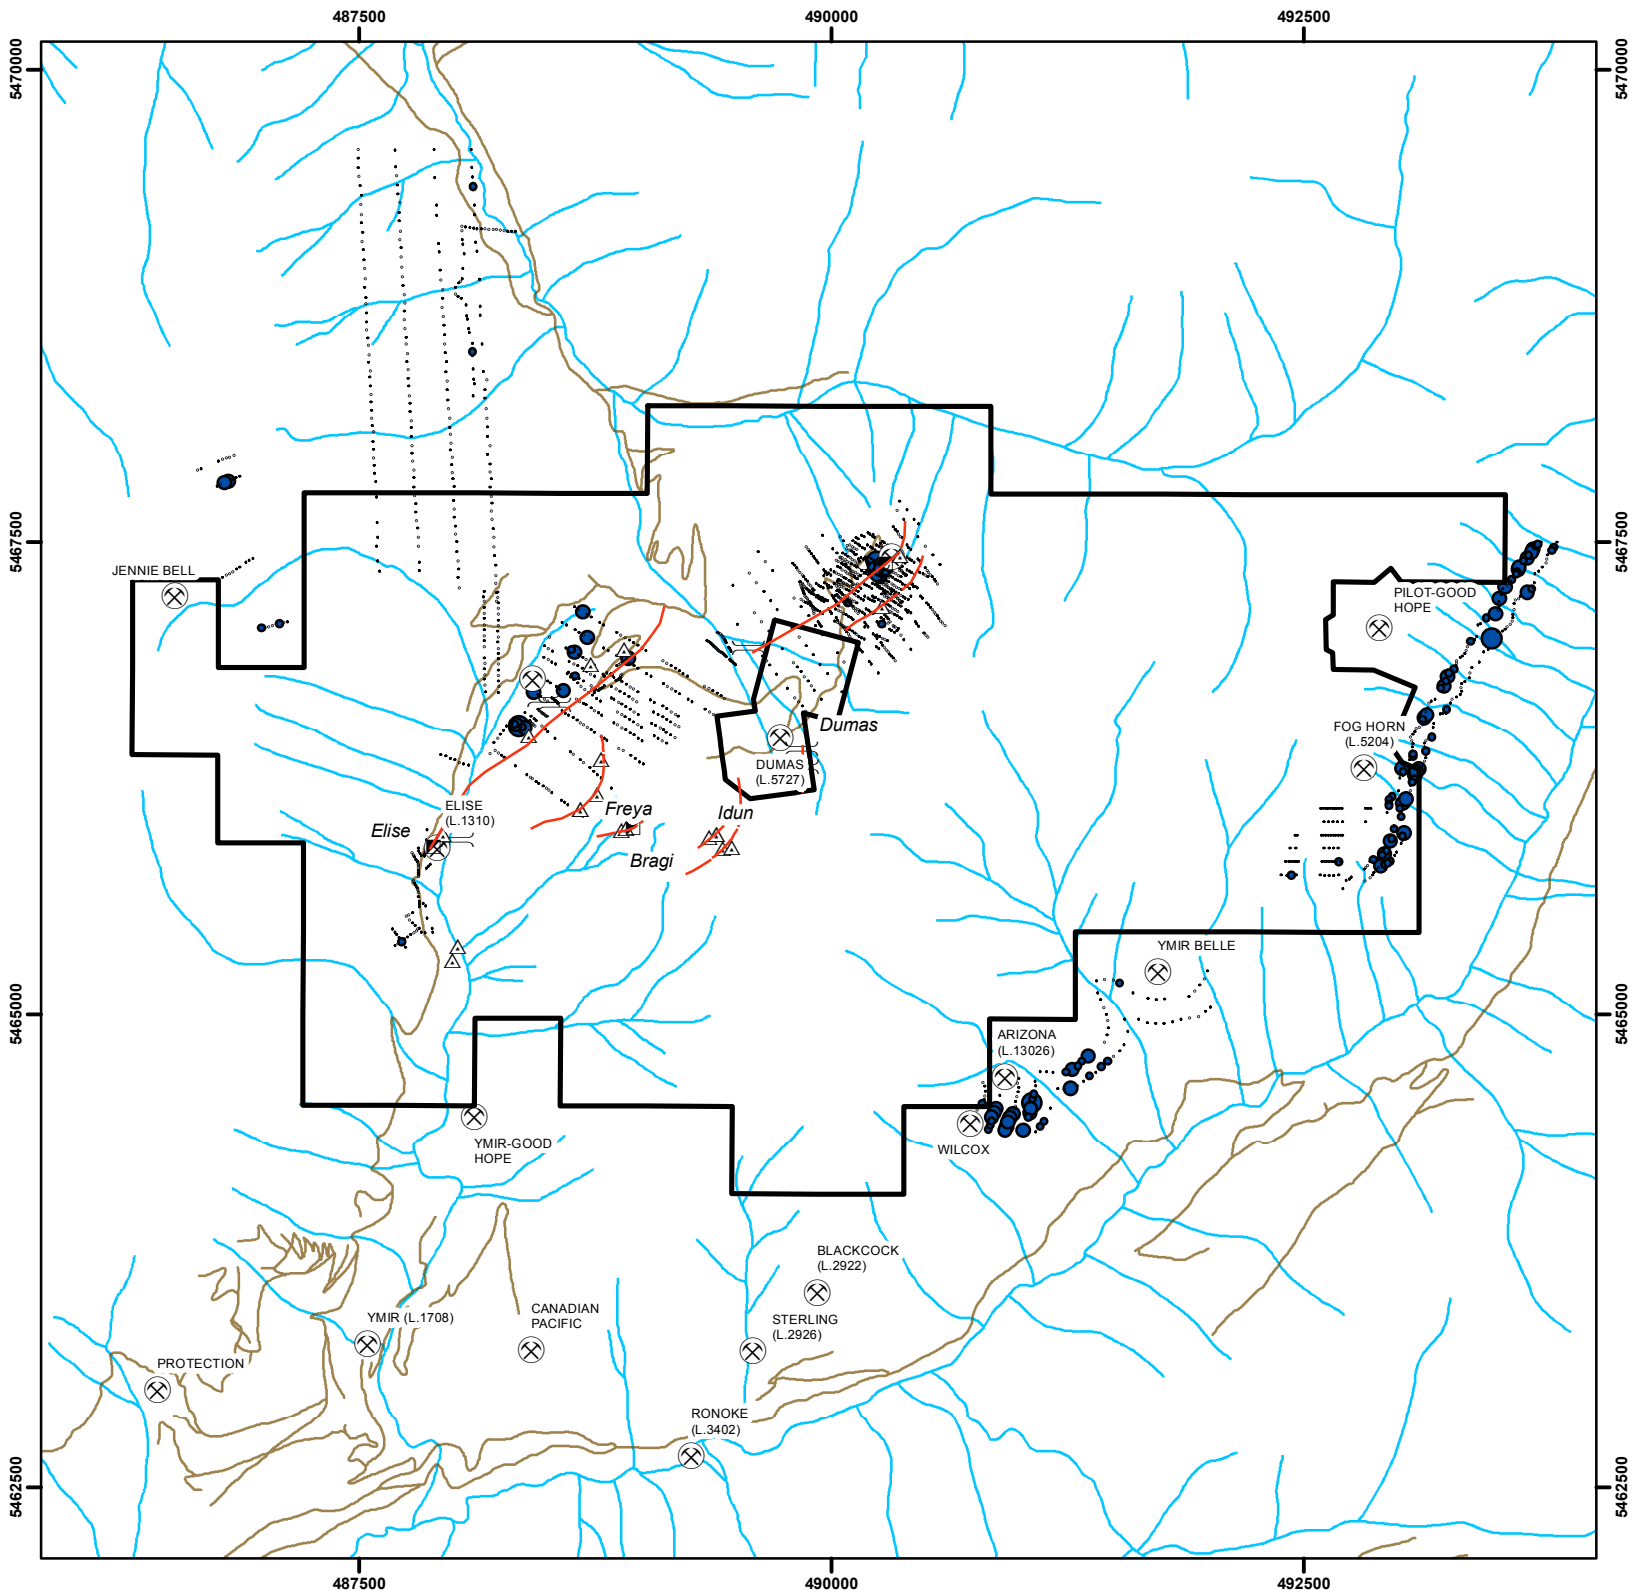 487500
490000
492500
5470000
5470000
5467500
5467500
JENNIE BELL
PILOT-GOOD
HOPE
Dumas
FOG HORN
(L.5204)
DUMAS
(L.5727)
ELISE
(L.1310)
Elise
Freya
Idun
Bragi
YMIR BELLE
5465000
5465000
ARIZONA
(L.13026)
YMIR-GOOD
HOPE
WILCOX
BLACKCOCK
(L.2922)
CANADIAN
PACIFIC
YMIR (L.1708)
STERLING
(L.2926)
PROTECTION
RONOKE
(L.3402)
5462500
5462500
487500
490000
492500